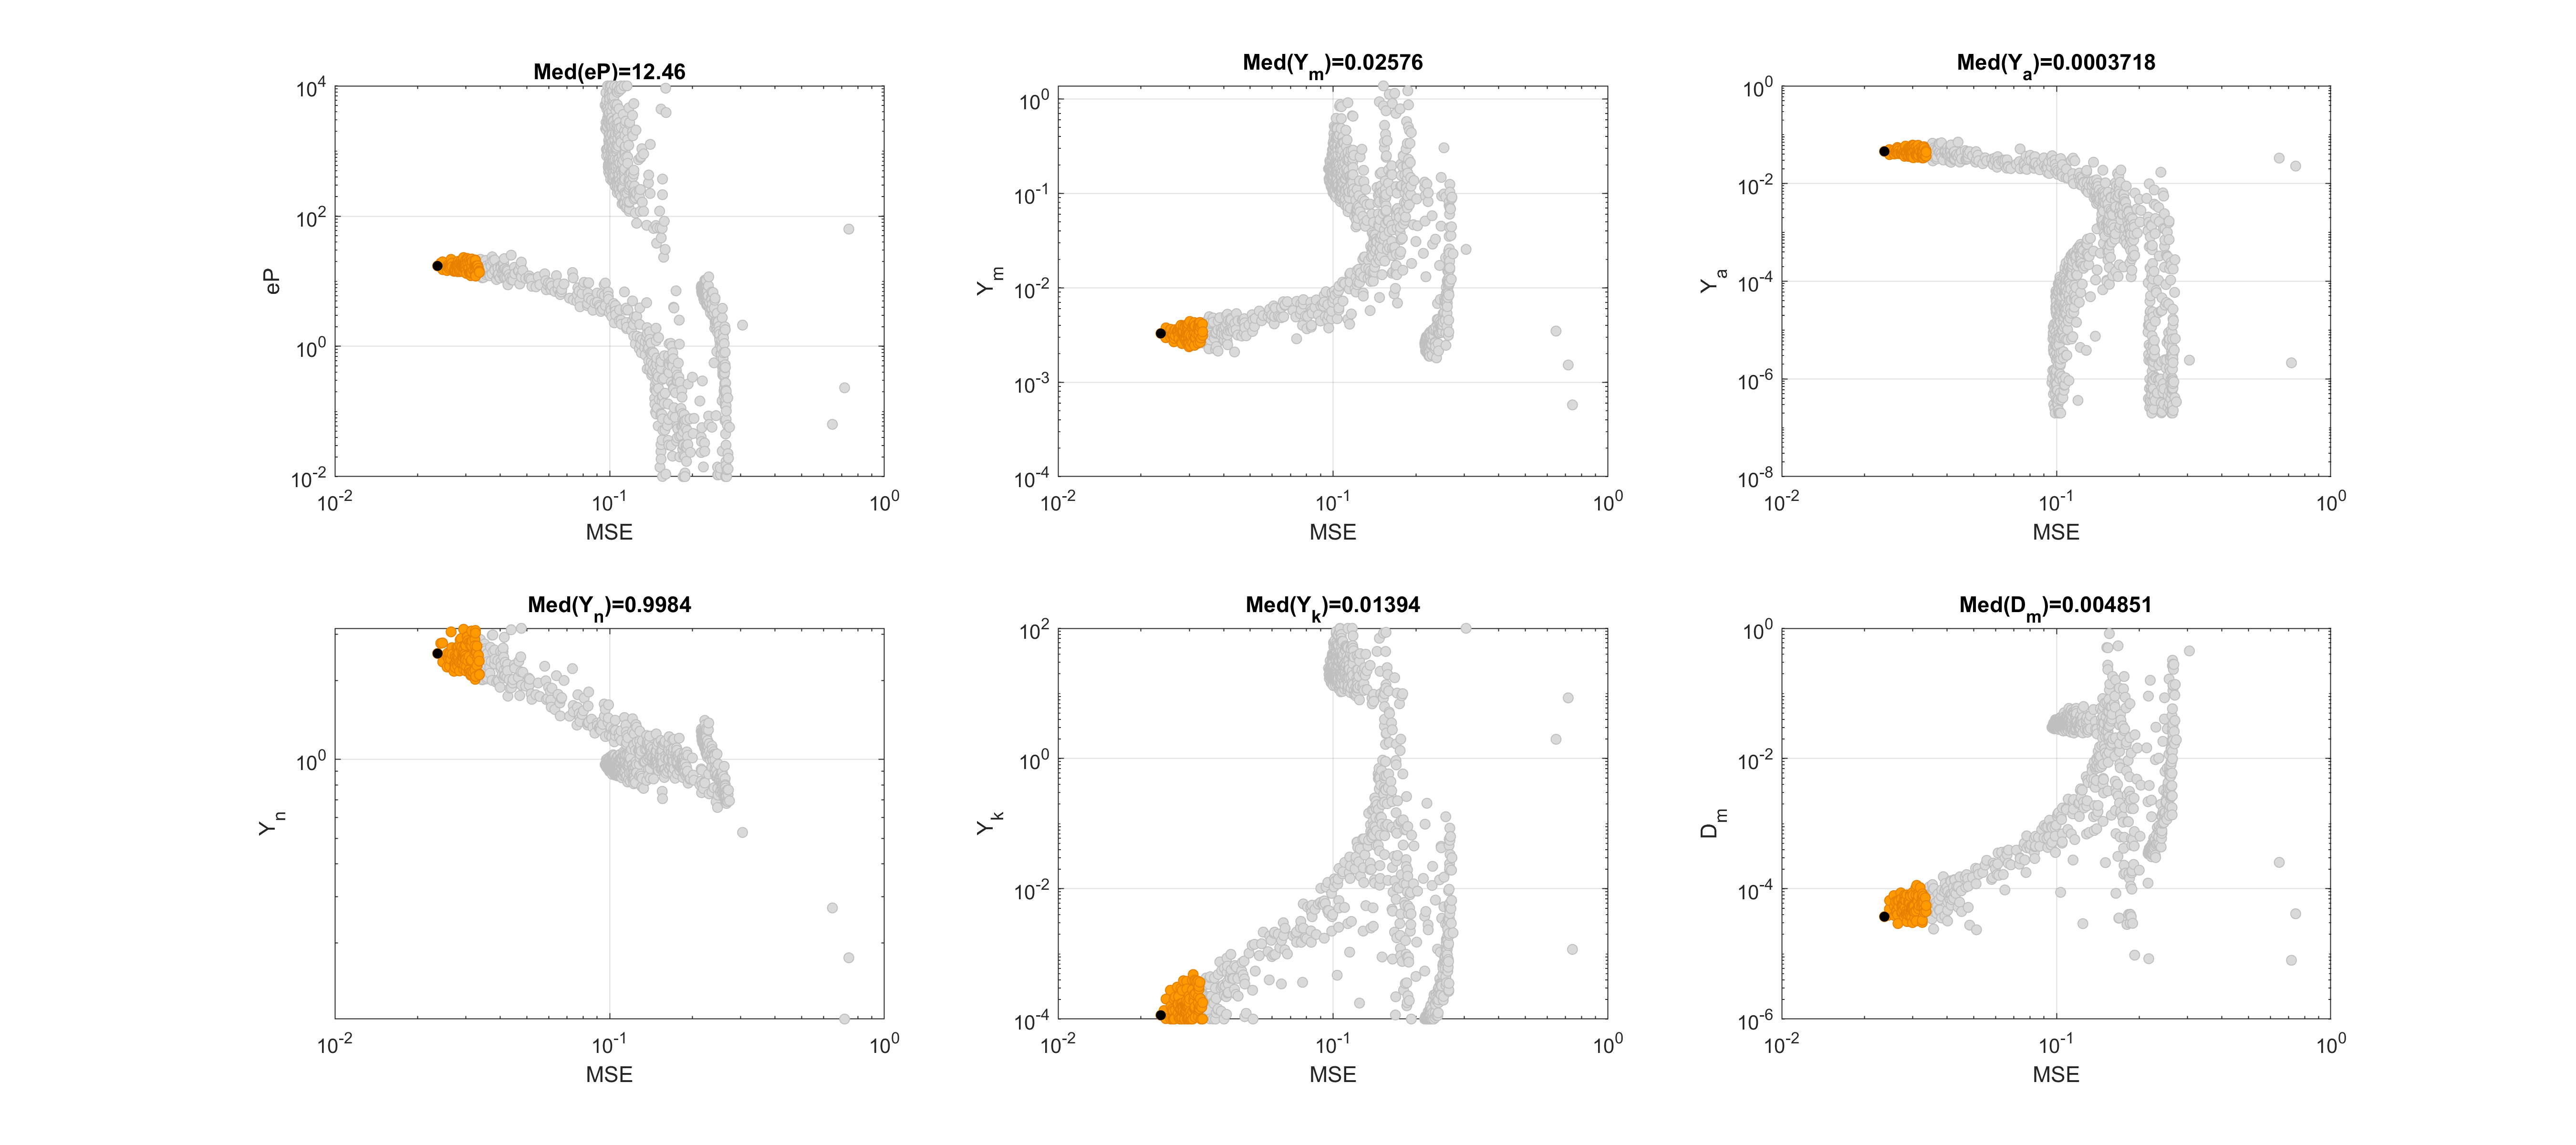 Med(eP)=12.46
10^4
10^2
10^0
10^-2
eP
10^-2
10^-1
10^0
MSE
Med(Y_m)=0.02576
10^0
10^-1
10^-2
10^-3
10^-4
Y_m
10^-2
10^-1
10^0
MSE
Med(Y_a)=0.0003718
10^0
10^-2
10^-4
10^-6
10^-8
Y_a
10^-2
10^-1
10^0
MSE
Med(Y_n)=0.9984
10^0
Y_n
10^-2
10^-1
10^0
MSE
Med(Y_k)=0.01394
10^2
10^0
10^-2
10^-4
Y_k
10^-2
10^-1
10^0
MSE
Med(D_m)=0.004851
10^0
10^-2
10^-4
10^-6
D_m
10^-2
10^-1
10^0
MSE